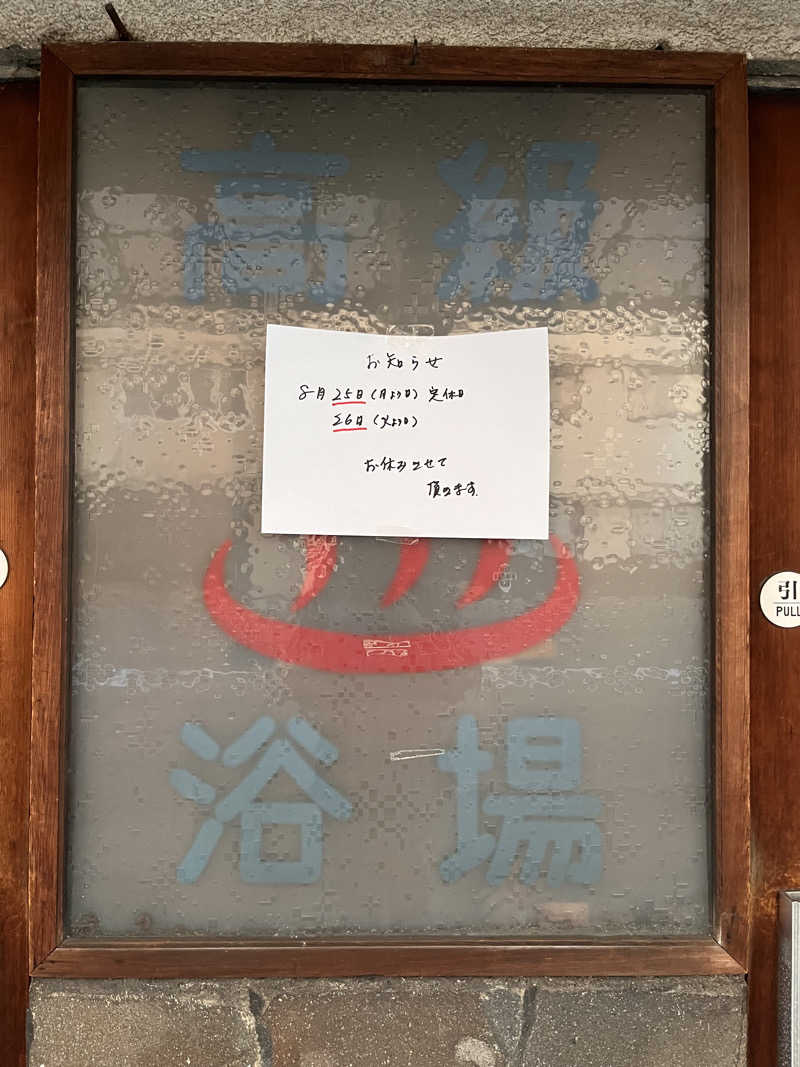 高級
お知らせ
8月25日(月よう日)定休日
26日(火よう日)
お休みさせて
頂きます。
浴場
引
PULL